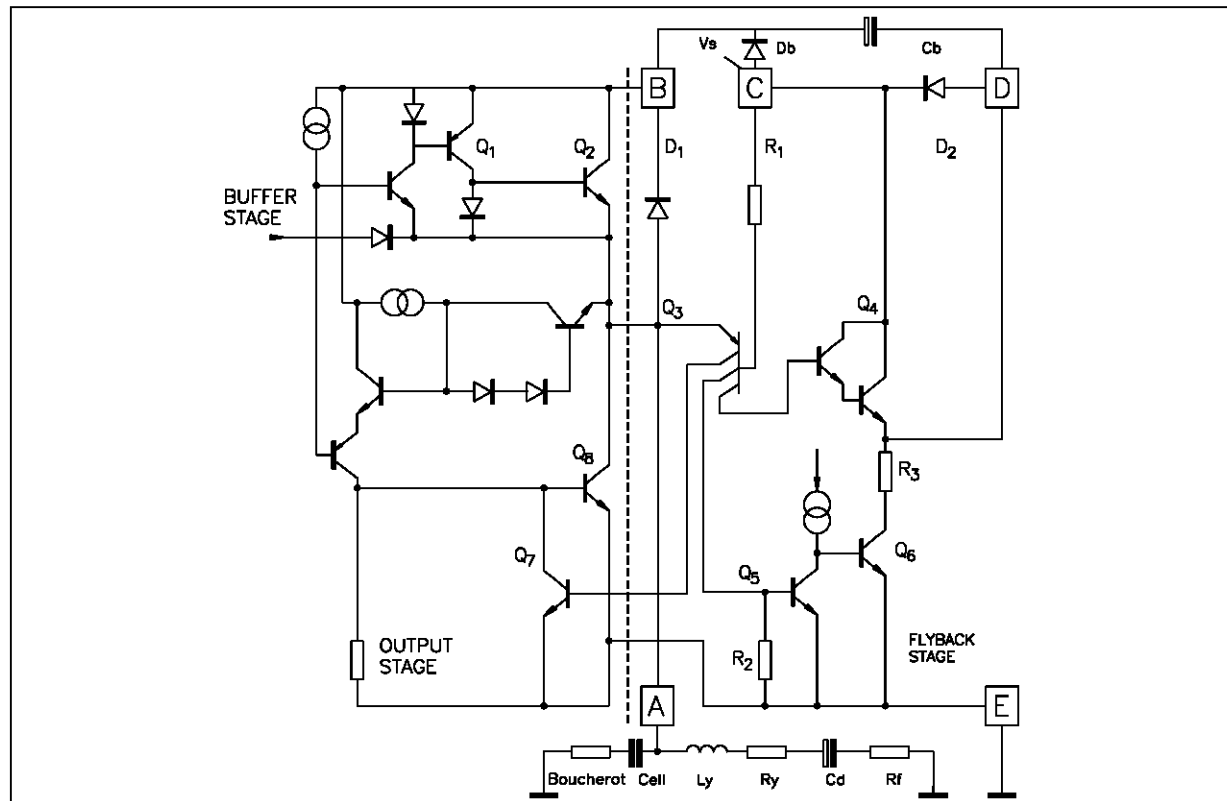 Vs
Db
Cb
B
C
D
Q1
Q2
D1
R1
D2
BUFFER
STAGE
Q3
Q4
Q8
R3
Q7
Q5
Q6
OUTPUT
STAGE
R2
FLYBACK
STAGE
A
E
Boucherot Cell Ly Ry Cd Rf